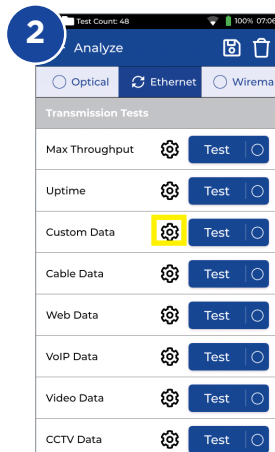 2
Test Count: 48 100% 07:06
Analyze
Optical Ethernet Wirema
Transmission Tests
Max Throughput Test
Uptime Test
Custom Data Test
Cable Data Test
Web Data Test
VoIP Data Test
Video Data Test
CCTV Data Test